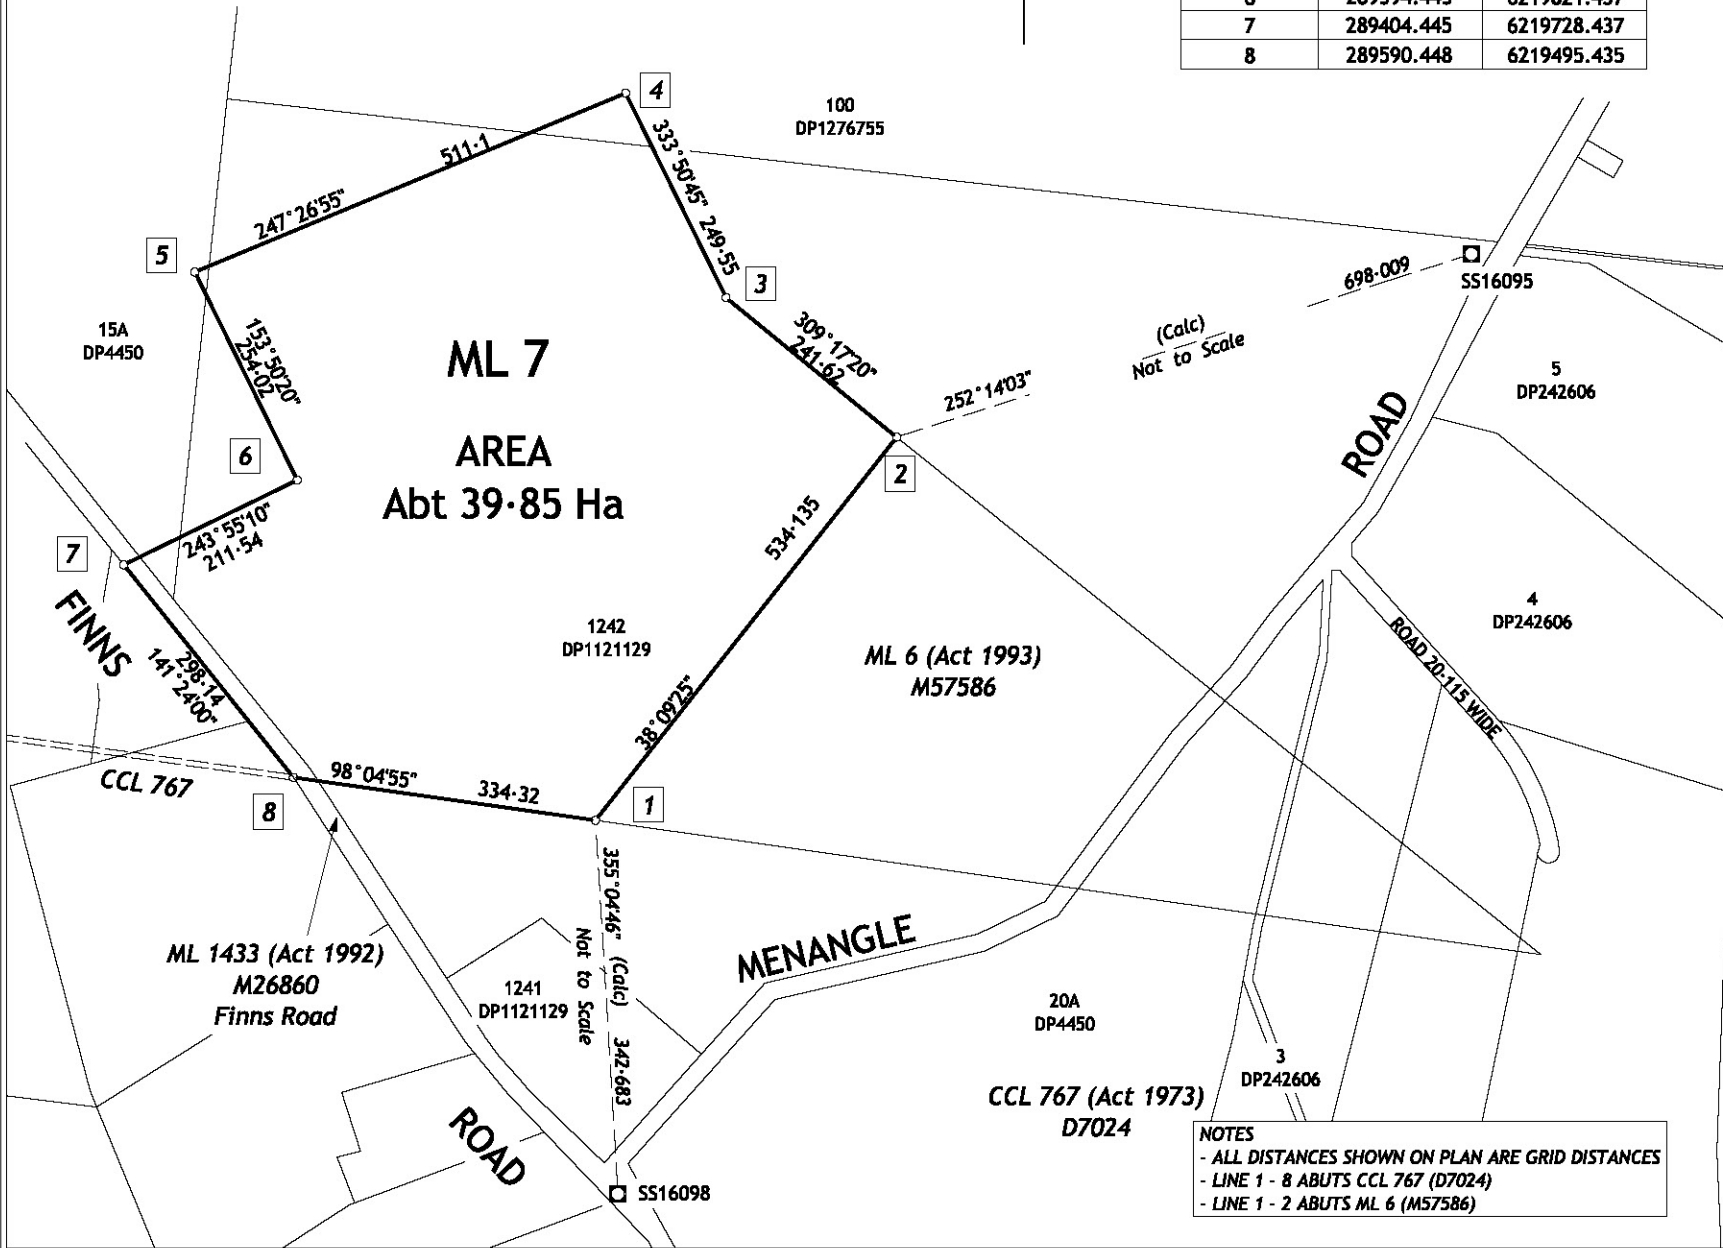 7 289404.445 6219728.437
8 289590.448 6219495.435
4
100
DP1276755
333°50'45" 249·55
511·1
247°26'55"
5
3
SS16095
698·009
15A
DP4450
153°50'20"
254·02
ML 7
309°17'20"
241·62
(Calc)
Not to Scale
252°14'03"
5
DP242606
ROAD
6
AREA
Abt 39·85 Ha
2
243°55'10"
211·54
534·135
7
FINNS
298·14
141°24'00"
1242
DP1121129
ML 6 (Act 1993)
M57586
4
DP242606
ROAD 20·115 WIDE
38°09'25"
CCL 767
98°04'55" 334·32
8
1
355°04'46" (Calc) 342·683
Not to Scale
ML 1433 (Act 1992)
M26860
Finns Road
MENANGLE
1241
DP1121129
20A
DP4450
3
DP242606
CCL 767 (Act 1973)
D7024
ROAD
SS16098
NOTES
- ALL DISTANCES SHOWN ON PLAN ARE GRID DISTANCES
- LINE 1 - 8 ABUTS CCL 767 (D7024)
- LINE 1 - 2 ABUTS ML 6 (M57586)